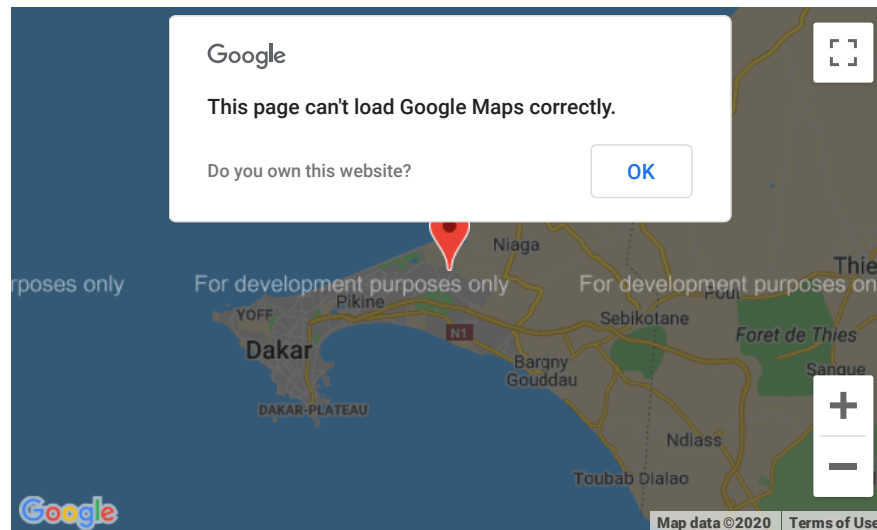 Google
This page can't load Google Maps correctly.
Do you own this website?
OK
Niaga
Thie
rposes only
For development purposes only
For development purposes on
Pout
Pikine
YOFF
Sebikotane
N1
Foret de Thies
Dakar
Bargny
Gouddau
Sangue
DAKAR-PLATEAU
Ndiass
Toubab Dialao
Google
Map data ©2020
Terms of Use